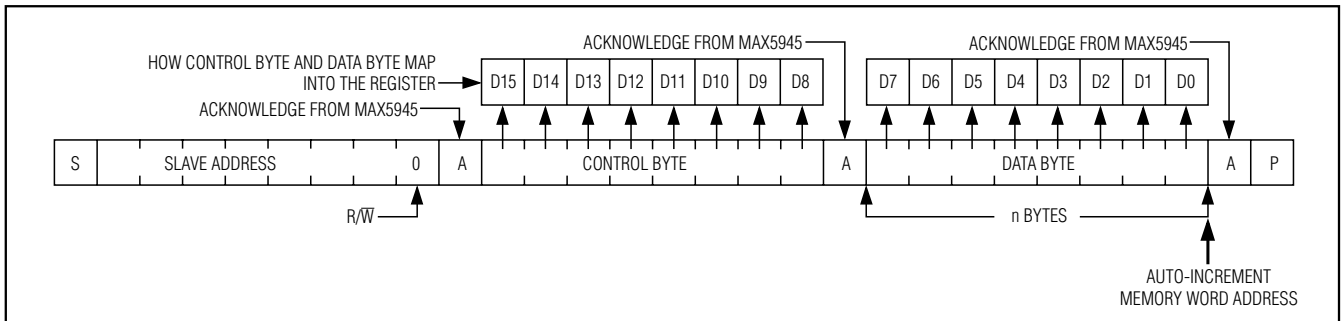 ACKNOWLEDGE FROM MAX5945
ACKNOWLEDGE FROM MAX5945
HOW CONTROL BYTE AND DATA BYTE MAP
INTO THE REGISTER
D15 D14 D13 D12 D11 D10 D9 D8
D7 D6 D5 D4 D3 D2 D1 D0
ACKNOWLEDGE FROM MAX5945
S SLAVE ADDRESS 0 A CONTROL BYTE A DATA BYTE A P
R/W̅
n BYTES
AUTO-INCREMENT
MEMORY WORD ADDRESS